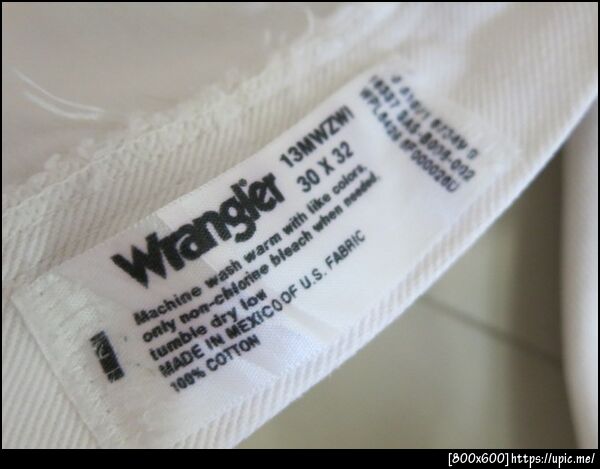 Wrangler
13MWZWI
30 X 32
Machine wash warm with like colors,
only non-chlorine bleach when needed.
tumble dry low
MADE IN MEXICO OF U.S. FABRIC
100% COTTON
[800x600]https://upic.me/